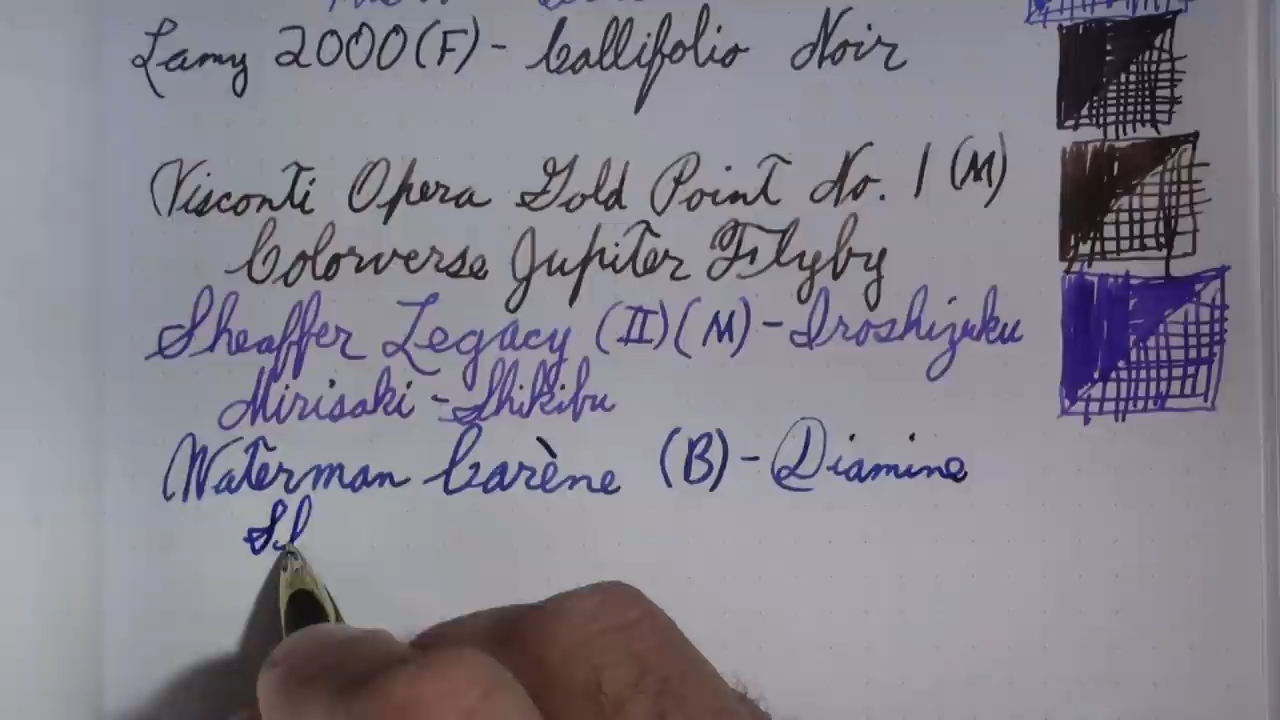 Lamy 2000 (F) - Callifolio Noir
Visconti Opera Gold Point No. 1 (M)
Colorverse Jupiter Flyby
Sheaffer Legacy (II) (M) - Iroshizuku
Mirisaki - Shikibu
Waterman Carène (B) - Diamine